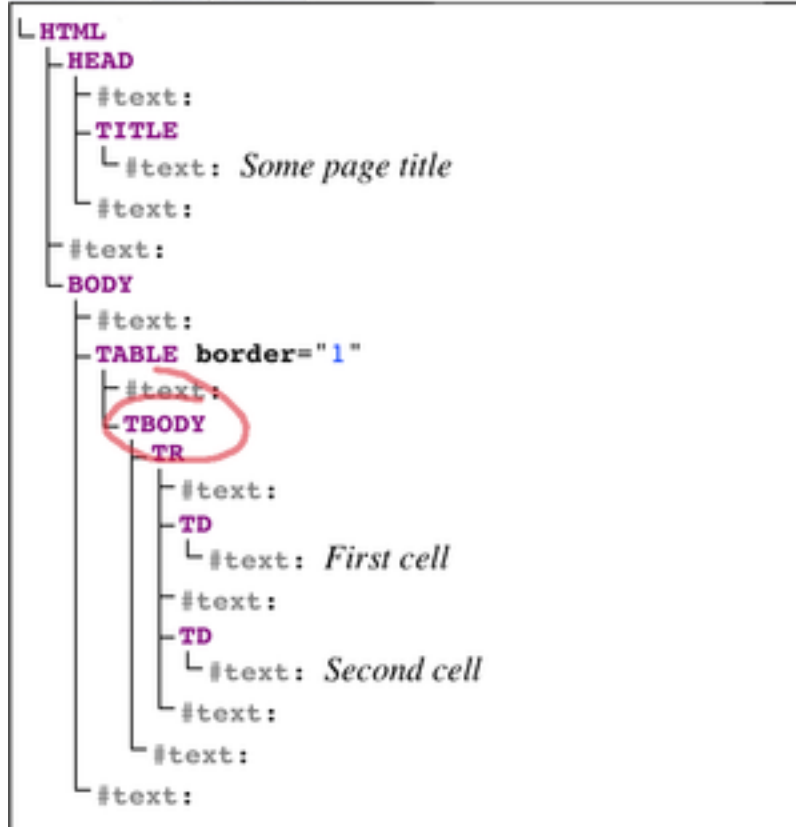 HTML
HEAD
#text:
TITLE
#text: Some page title
#text:
#text:
BODY
#text:
TABLE border="1"
#text:
TBODY
TR
#text:
TD
#text: First cell
#text:
TD
#text: Second cell
#text:
#text:
#text: